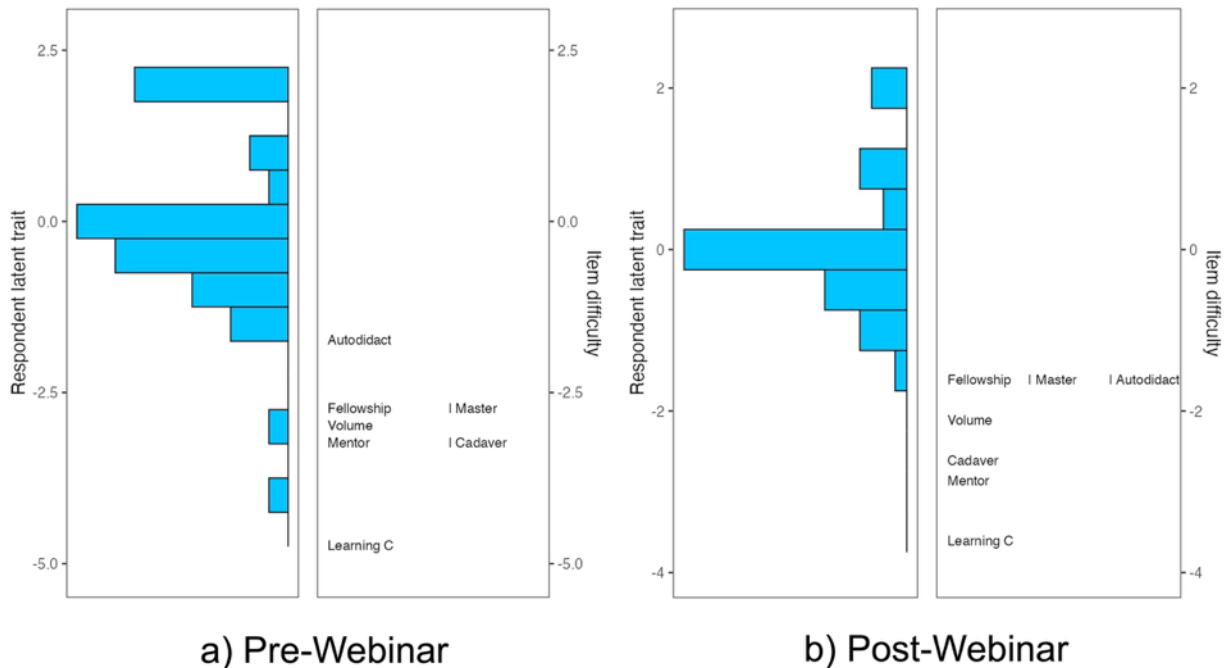 2.5
0.0
-2.5
-5.0
Respondent latent trait
Autodidact
Fellowship | Master
Volume
Mentor | Cadaver
Learning C
2.5
0.0
-2.5
-5.0
Item difficulty
a) Pre-Webinar
2
0
-2
-4
Respondent latent trait
Fellowship | Master | Autodidact
Volume
Cadaver
Mentor
Learning C
2
0
-2
-4
Item difficulty
b) Post-Webinar